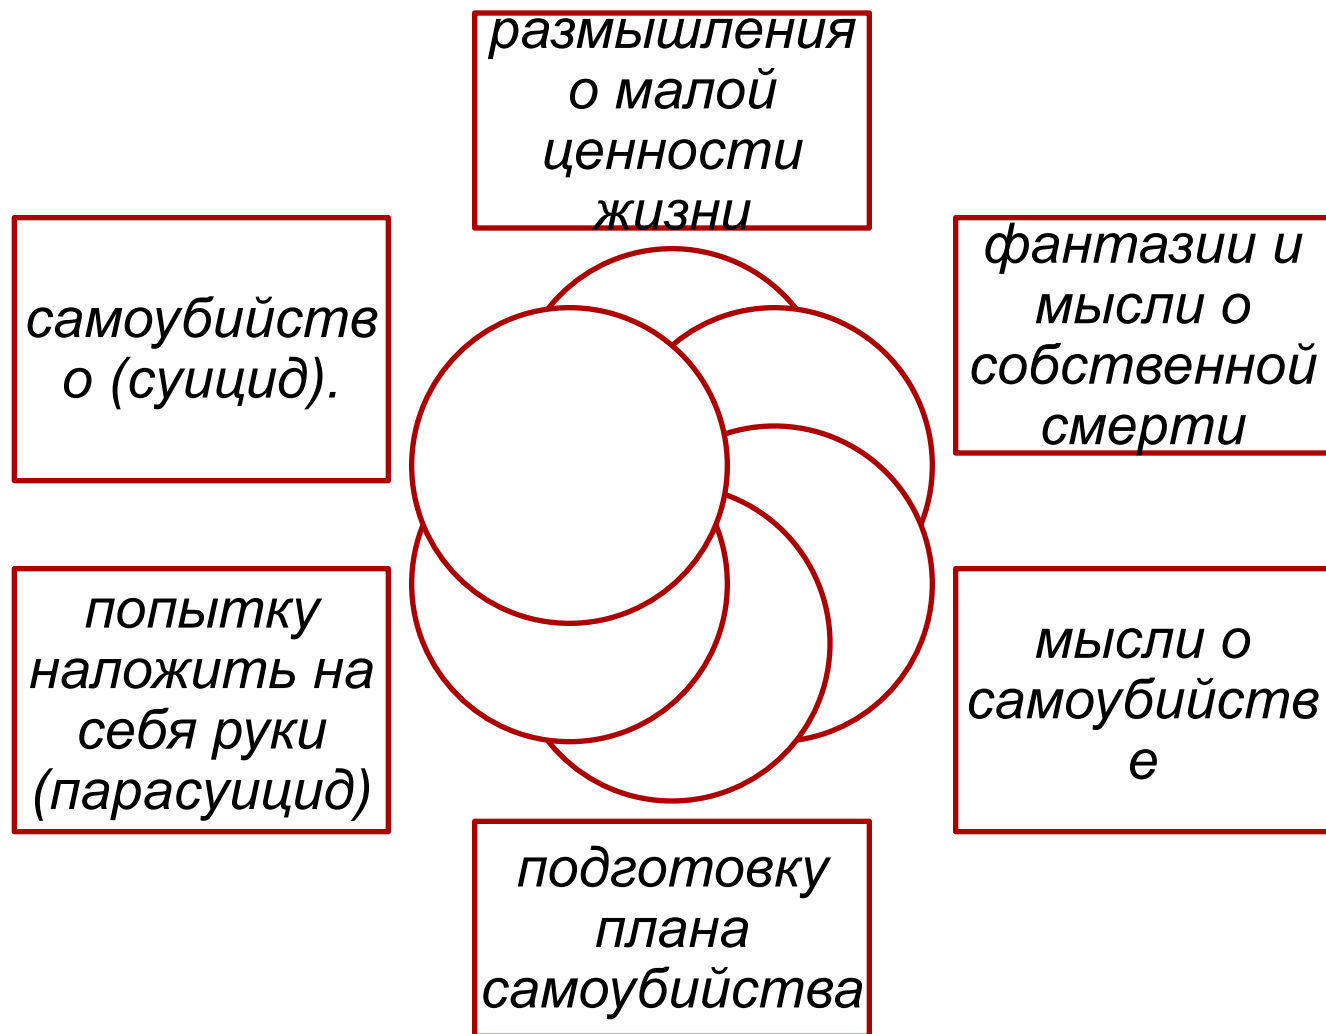 размышления
о малой
ценности
жизни
фантазии и
мысли о
собственной
смерти
мысли о
самоубийств
е
подготовку
плана
самоубийства
попытку
наложить на
себя руки
(парасуицид)
самоубийств
о (суицид).